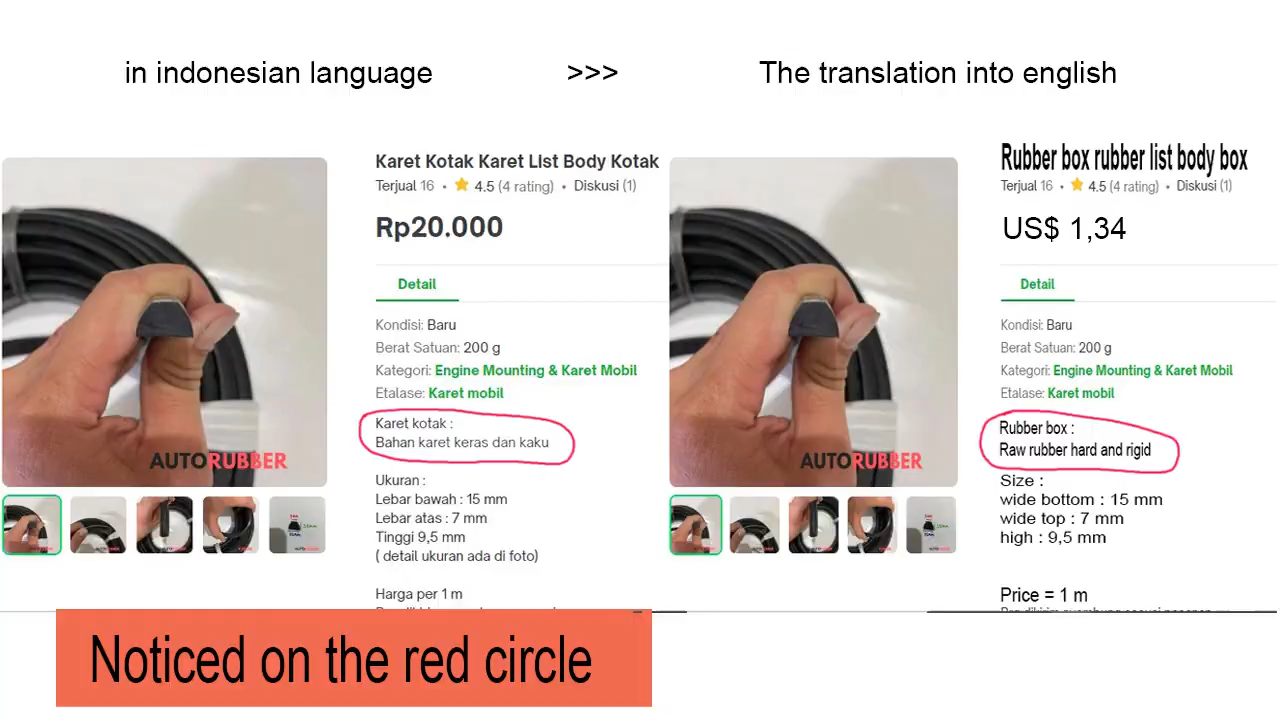 in indonesian language >>> The translation into english
Karet Kotak Karet List Body Kotak
Terjual 16 • 4.5 (4 rating) • Diskusi (1)
Rp20.000
Detail
Kondisi: Baru
Berat Satuan: 200 g
Kategori: Engine Mounting & Karet Mobil
Etalase: Karet mobil
Karet kotak :
Bahan karet keras dan kaku
Ukuran :
Lebar bawah : 15 mm
Lebar atas : 7 mm
Tinggi 9,5 mm
( detail ukuran ada di foto)
Harga per 1 m
AUTORUBBER
Rubber box rubber list body box
Terjual 16 • 4.5 (4 rating) • Diskusi (1)
US$ 1,34
Detail
Kondisi: Baru
Berat Satuan: 200 g
Kategori: Engine Mounting & Karet Mobil
Etalase: Karet mobil
Rubber box :
Raw rubber hard and rigid
Size :
wide bottom : 15 mm
wide top : 7 mm
high : 9,5 mm
Price = 1 m
AUTORUBBER
Noticed on the red circle